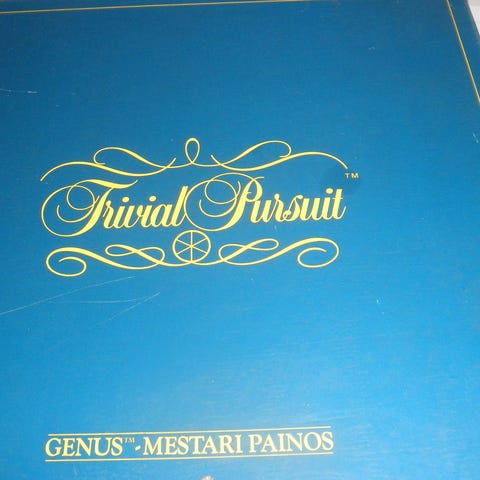 Trivial Pursuit™
GENUS™-MESTARI PAINOS